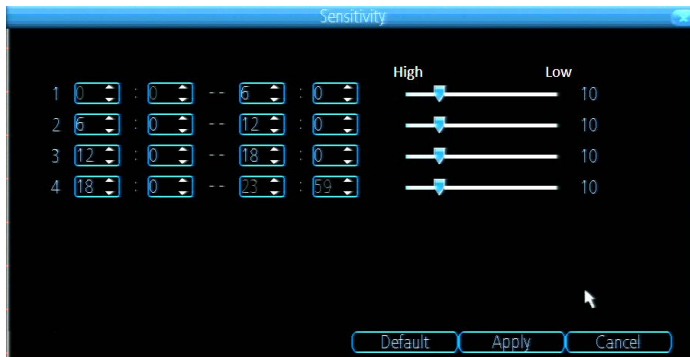 Sensitivity
High Low
1 0 : 0 -- 6 : 0 10
2 6 : 0 -- 12 : 0 10
3 12 : 0 -- 18 : 0 10
4 18 : 0 -- 23 : 59 10
Default Apply Cancel